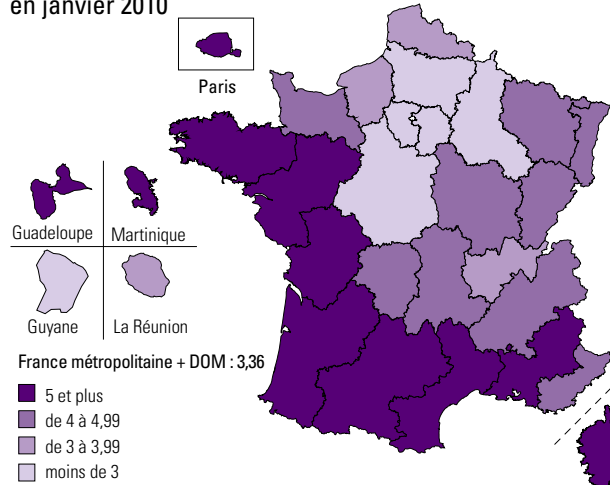 en janvier 2010
Paris
Guadeloupe
Martinique
Guyane
La Réunion
France métropolitaine + DOM : 3,36
5 et plus
de 4 à 4,99
de 3 à 3,99
moins de 3